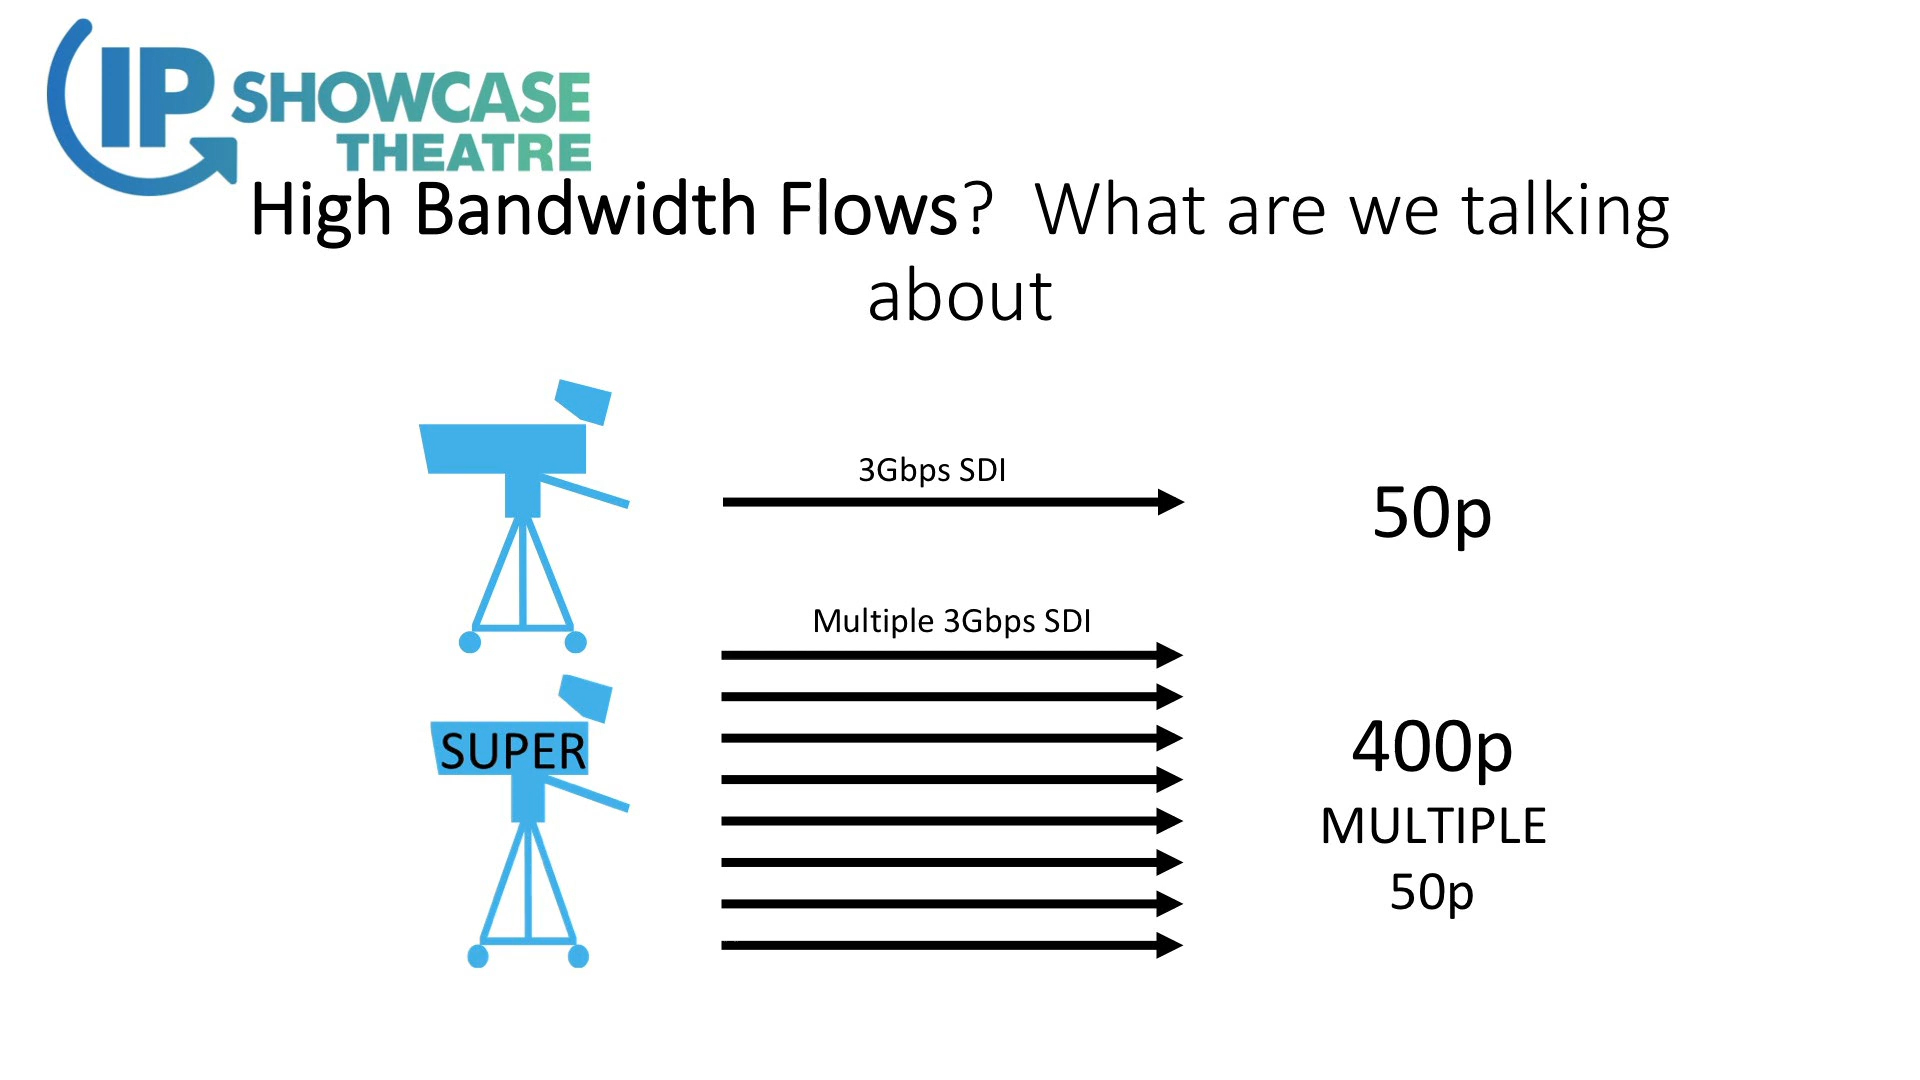 IP SHOWCASE
THEATRE
High Bandwidth Flows?  What are we talking
about
3Gbps SDI
50p
Multiple 3Gbps SDI
SUPER
400p
MULTIPLE
50p